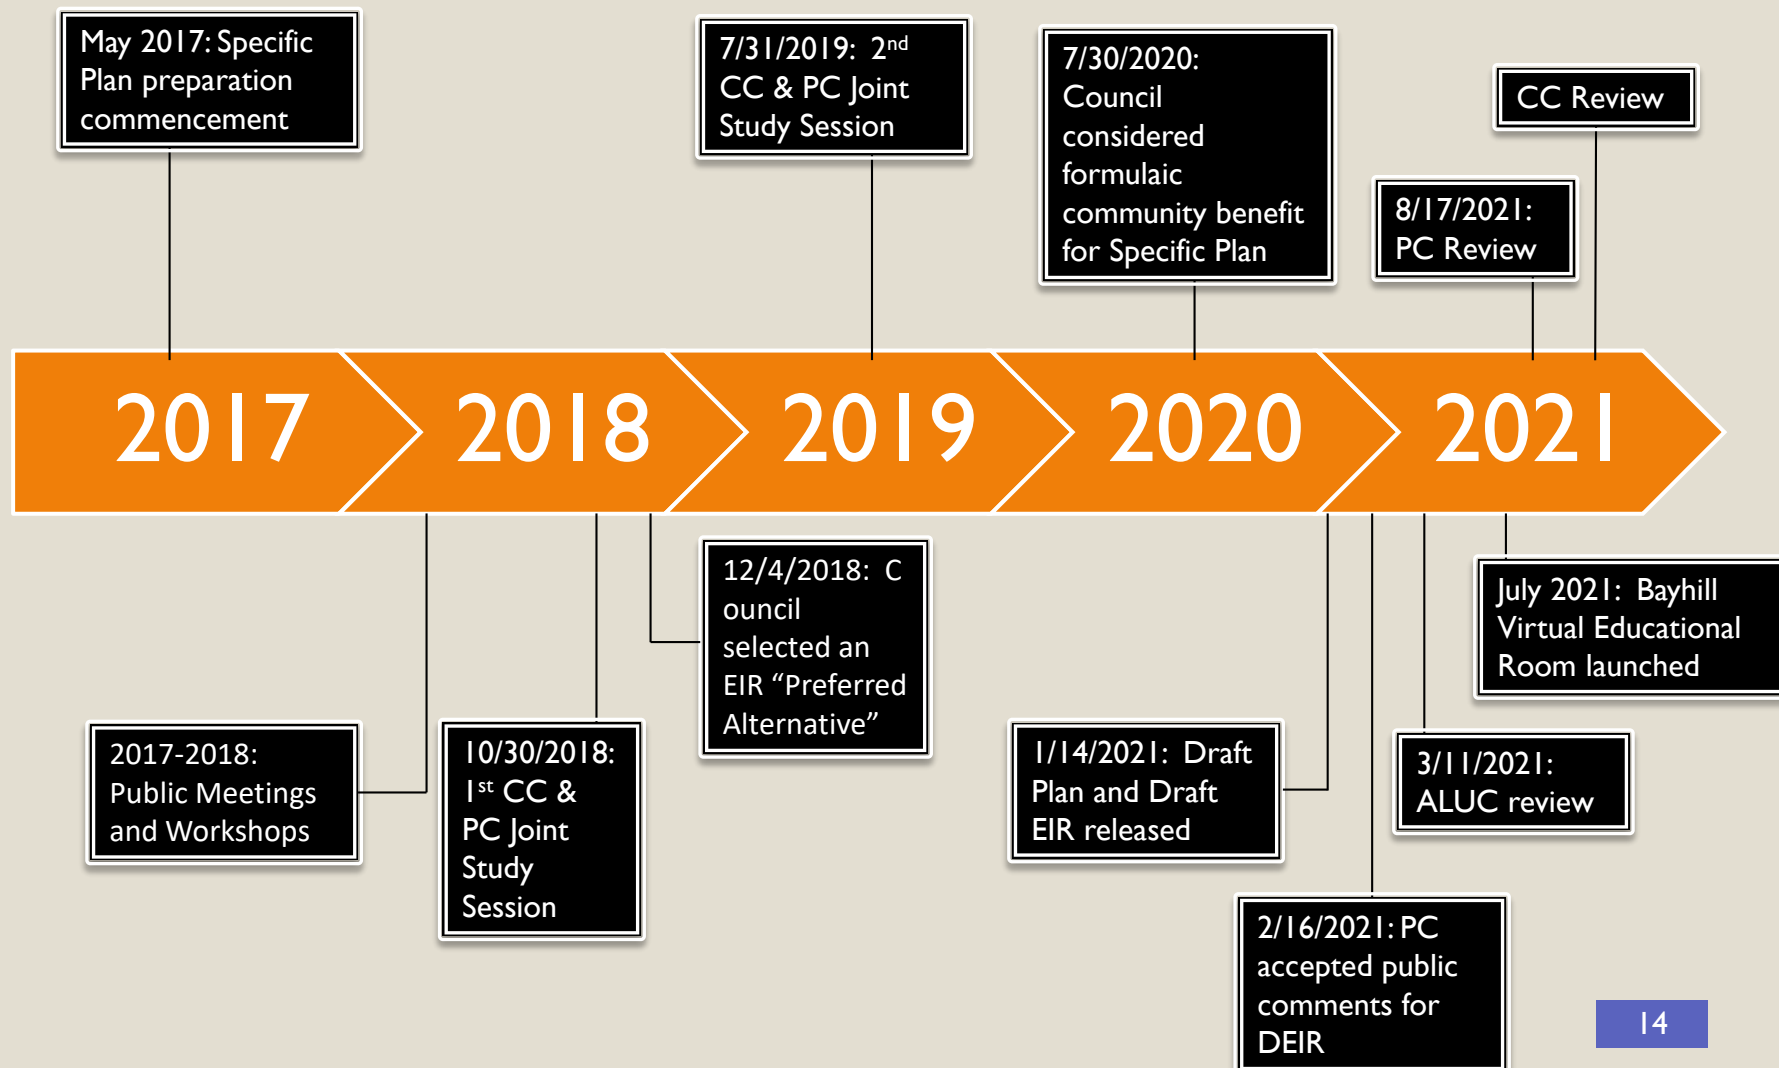 May 2017: Specific
Plan preparation
commencement
7/31/2019: 2nd
CC & PC Joint
Study Session
7/30/2020:
Council
considered
formulaic
community benefit
for Specific Plan
CC Review
8/17/2021:
PC Review
2017
2018
2019
2020
2021
2017-2018:
Public Meetings
and Workshops
10/30/2018:
1st CC &
PC Joint
Study
Session
12/4/2018: C
ouncil
selected an
EIR “Preferred
Alternative”
1/14/2021: Draft
Plan and Draft
EIR released
2/16/2021: PC
accepted public
comments for
DEIR
3/11/2021:
ALUC review
July 2021: Bayhill
Virtual Educational
Room launched
14